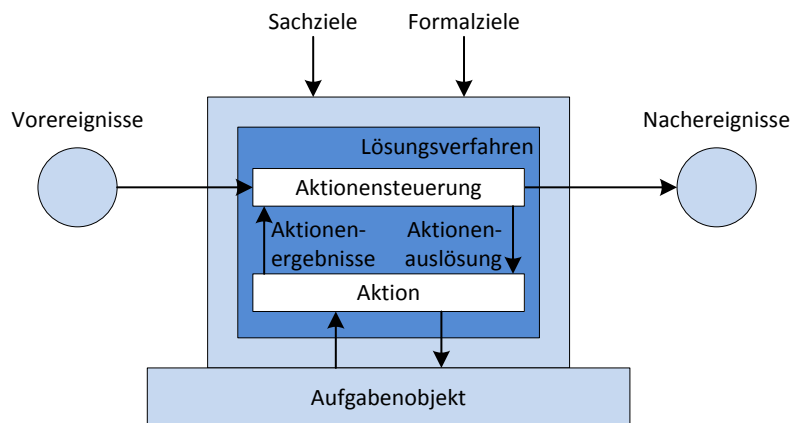 Sachziele
Formalziele
Vorereignisse
Nachereignisse
Lösungsverfahren
Aktionensteuerung
Aktionen-
ergebnisse
Aktionen-
auslösung
Aktion
Aufgabenobjekt